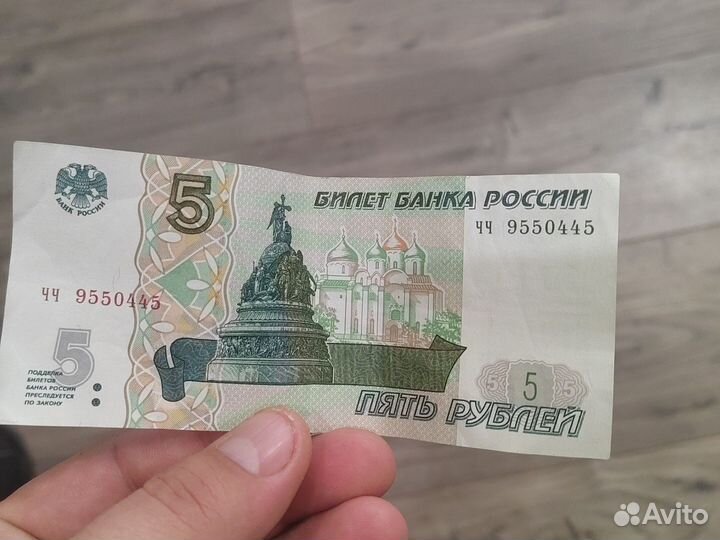 БАНК РОССИИ
5
БИЛЕТ БАНКА РОССИИ
чч 9550445
чч 9550445
5
ПОДДЕЛКА
БИЛЕТОВ
БАНКА РОССИИ
ПРЕСЛЕДУЕТСЯ
ПО ЗАКОНУ
5 5 5
ПЯТЬ РУБЛЕЙ
Avito